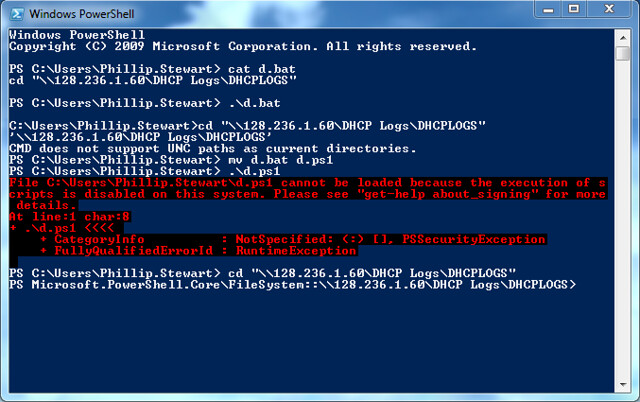 Windows PowerShell
Windows PowerShell
Copyright (C) 2009 Microsoft Corporation. All rights reserved.
PS C:\Users\Phillip.Stewart> cat d.bat
cd "\\128.236.1.60\DHCP Logs\DHCPLOGS"
PS C:\Users\Phillip.Stewart> .\d.bat
C:\Users\Phillip.Stewart>cd "\\128.236.1.60\DHCP Logs\DHCPLOGS"
'\\128.236.1.60\DHCP Logs\DHCPLOGS'
CMD does not support UNC paths as current directories.
PS C:\Users\Phillip.Stewart> mv d.bat d.ps1
PS C:\Users\Phillip.Stewart> .\d.ps1
File C:\Users\Phillip.Stewart\d.ps1 cannot be loaded because the execution of s
cripts is disabled on this system. Please see "get-help about_signing" for more
 details.
At line:1 char:8
+ .\d.ps1 <<<<
    + CategoryInfo          : NotSpecified: (:) [], PSSecurityException
    + FullyQualifiedErrorId : RuntimeException
PS C:\Users\Phillip.Stewart> cd "\\128.236.1.60\DHCP Logs\DHCPLOGS"
PS Microsoft.PowerShell.Core\FileSystem::\\128.236.1.60\DHCP Logs\DHCPLOGS>